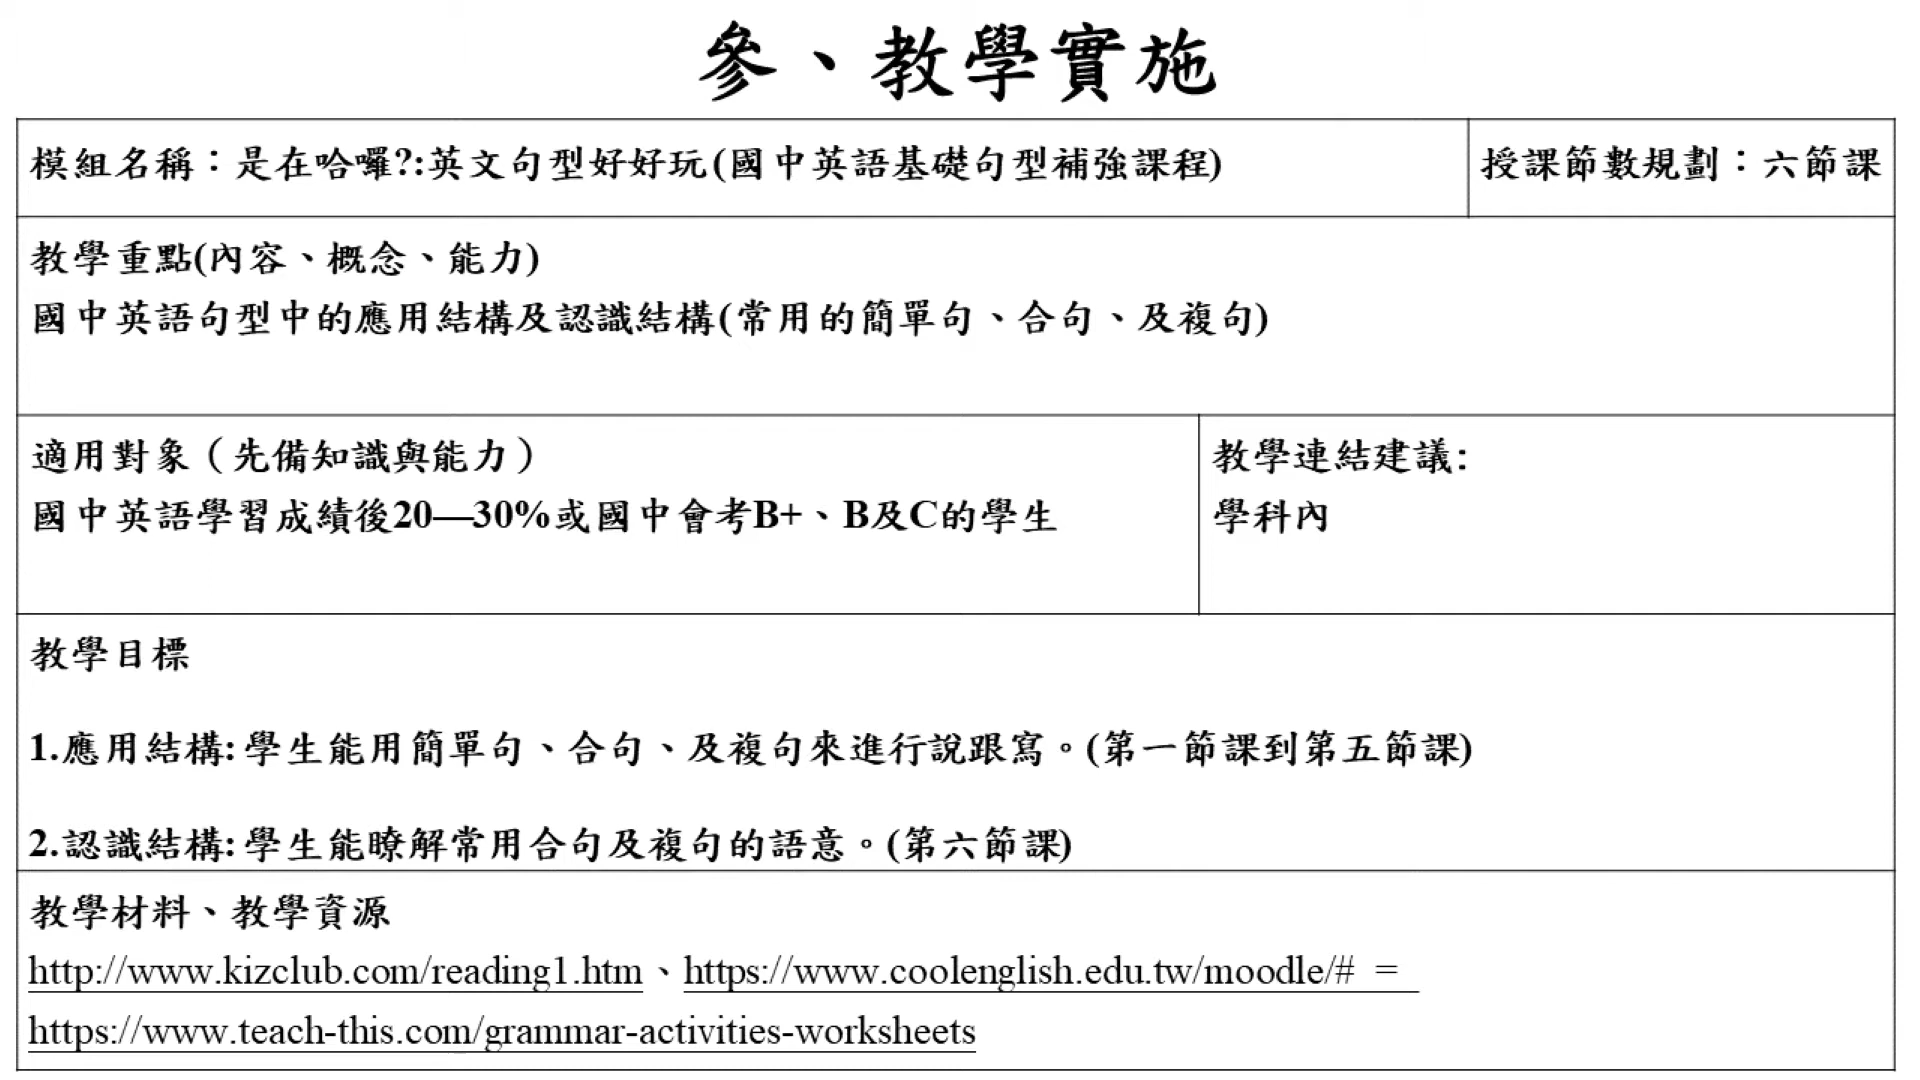 參、教學實施
模組名稱：是在哈囉?:英文句型好好玩(國中英語基礎句型補強課程)
授課節數規劃：六節課
教學重點(內容、概念、能力)
國中英語句型中的應用結構及認識結構(常用的簡單句、合句、及複句)
適用對象（先備知識與能力）
國中英語學習成績後20—30%或國中會考B+、B及C的學生
教學連結建議:
學科內
教學目標
1.應用結構:學生能用簡單句、合句、及複句來進行說跟寫。(第一節課到第五節課)
2.認識結構:學生能瞭解常用合句及複句的語意。(第六節課)
教學材料、教學資源
http://www.kizclub.com/reading1.htm、https://www.coolenglish.edu.tw/moodle/#_=_
https://www.teach-this.com/grammar-activities-worksheets